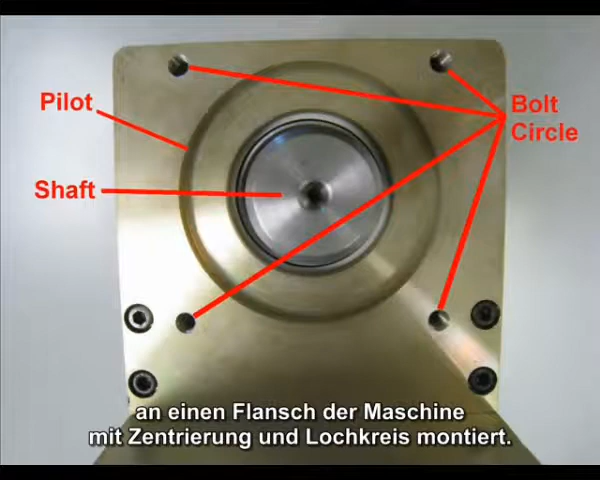 Pilot
Bolt
Circle
Shaft
an einen Flansch der Maschine
mit Zentrierung und Lochkreis montiert.